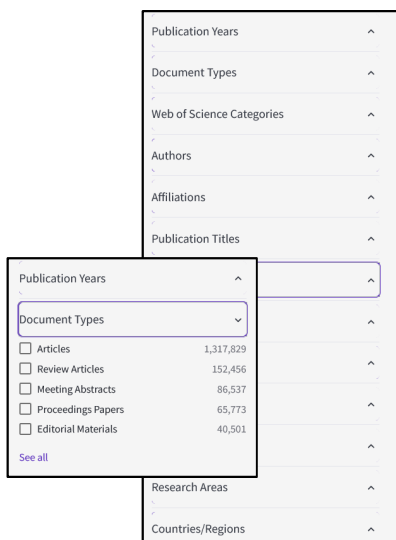 Publication Years
Document Types
Web of Science Categories
Authors
Affiliations
Publication Titles
Publication Years
Document Types
Articles 1,317,829
Review Articles 152,456
Meeting Abstracts 86,537
Proceedings Papers 65,773
Editorial Materials 40,501
See all
Research Areas
Countries/Regions